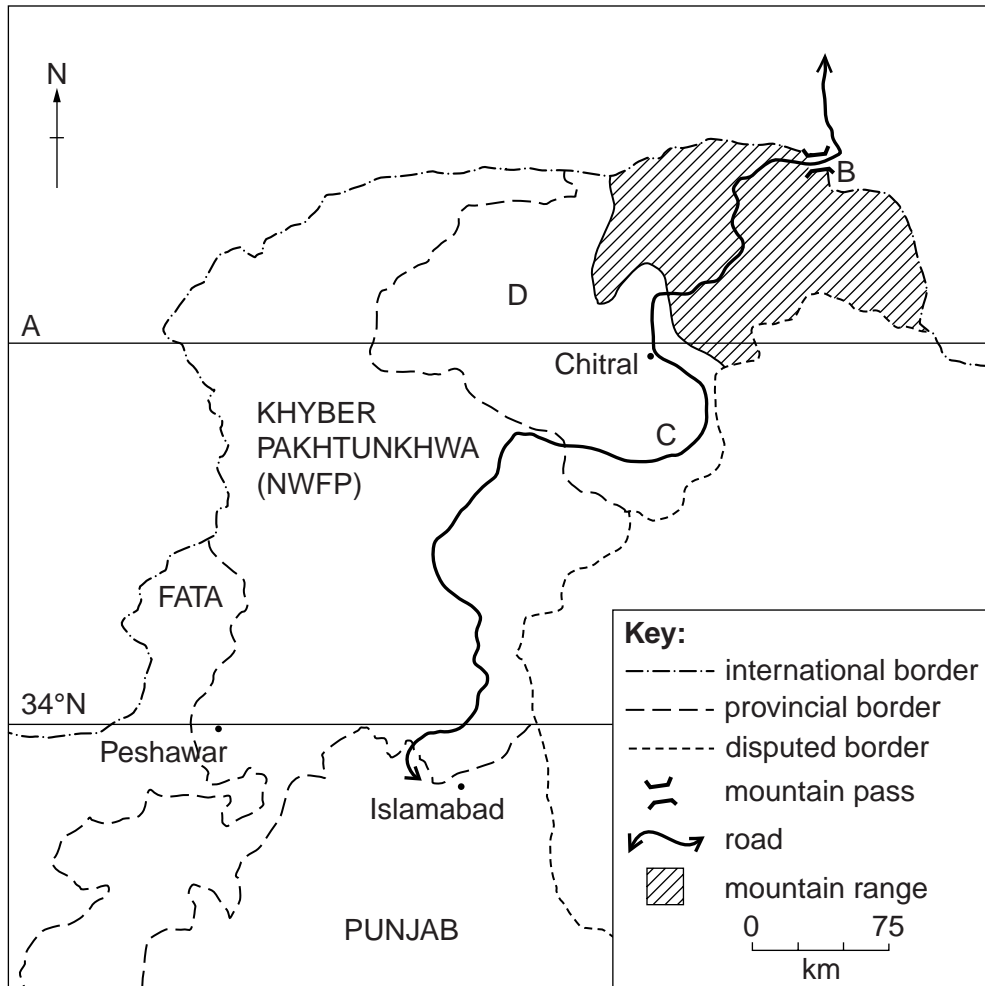 N
B
D
A
Chitral
KHYBER
PAKHTUNKHWA
(NWFP)
C
FATA
34°N
Peshawar
Islamabad
PUNJAB
Key:
international border
provincial border
disputed border
mountain pass
road
mountain range
0 75
km